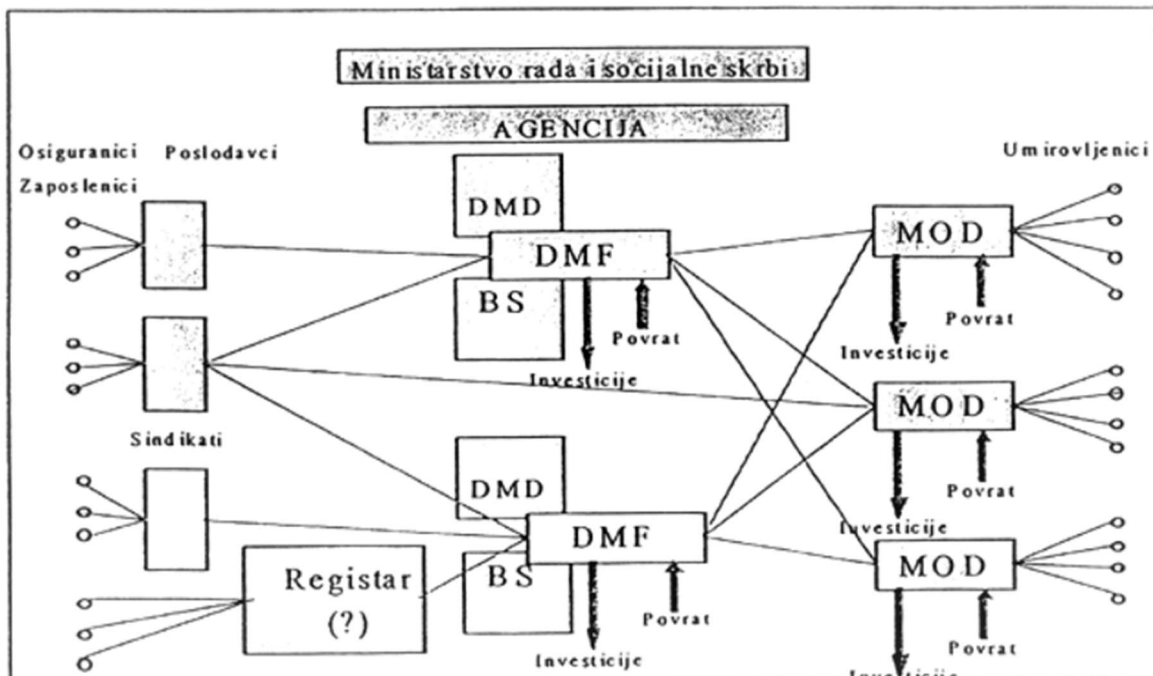 Ministarstvo rada i socijalne skrbi
AGENCIJA
Osiguranici Poslodavci
Zaposlenici
Umirovljenici
DMD
DMF
BS
Povrat
Investicije
MOD
Povrat
Investicije
MOD
Povrat
Investicije
Sindikati
DMD
DMF
BS
Povrat
Investicije
MOD
Povrat
Investicije
Registar
(?)